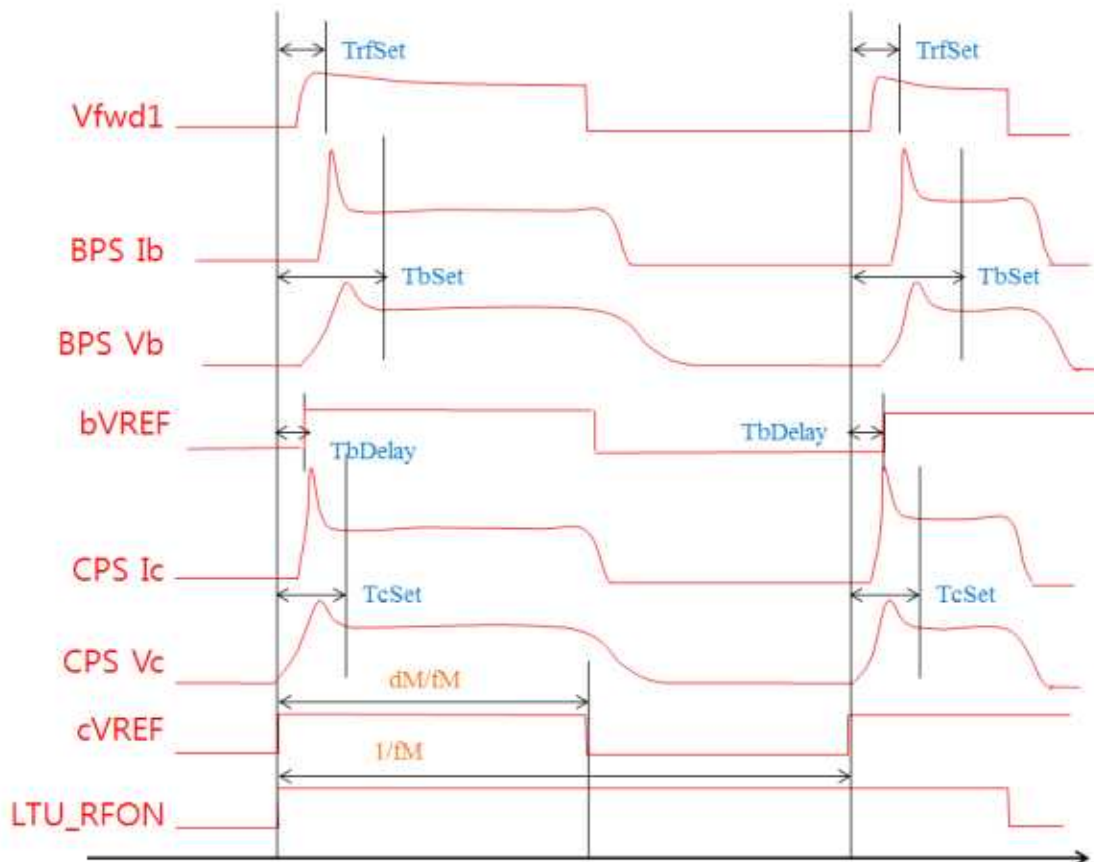 TrfSet TrfSet
Vfwd1
BPS Ib
TbSet TbSet
BPS Vb
bVREF
TbDelay TbDelay
CPS Ic
TcSet TcSet
CPS Vc
dM/fM
cVREF
1/fM
LTU_RFON